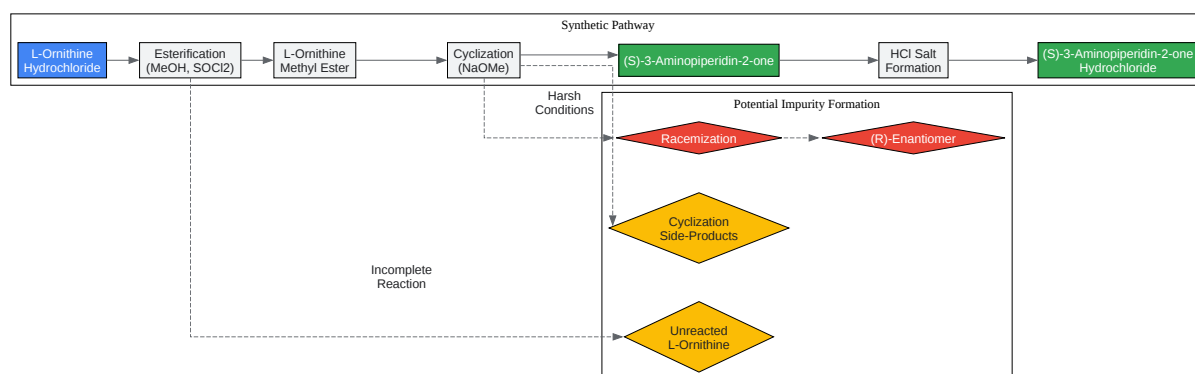 Synthetic Pathway
L-Ornithine
Hydrochloride
Esterification
(MeOH, SOCl2)
L-Ornithine
Methyl Ester
Cyclization
(NaOMe)
(S)-3-Aminopiperidin-2-one
HCl Salt
Formation
(S)-3-Aminopiperidin-2-one
Hydrochloride
Harsh
Conditions
Potential Impurity Formation
Racemization
(R)-Enantiomer
Cyclization
Side-Products
Incomplete
Reaction
Unreacted
L-Ornithine